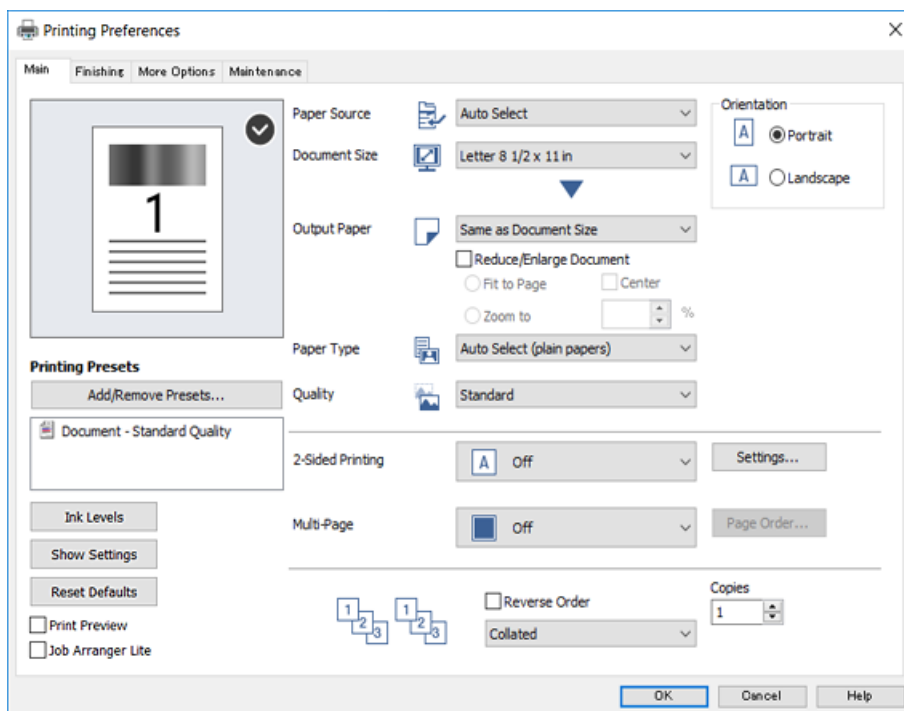 Printing Preferences
Main Finishing More Options Maintenance
1
Printing Presets
Add/Remove Presets...
Document - Standard Quality
Ink Levels
Show Settings
Reset Defaults
Print Preview
Job Arranger Lite
Paper Source Auto Select
Document Size Letter 8 1/2 x 11 in
Output Paper Same as Document Size
Reduce/Enlarge Document
Fit to Page Center
Zoom to %
Paper Type Auto Select (plain papers)
Quality Standard
Orientation
A Portrait
A Landscape
2-Sided Printing A Off Settings...
Multi-Page Off Page Order...
1 2 3 1 2 3
Reverse Order
Collated
Copies
1
OK Cancel Help